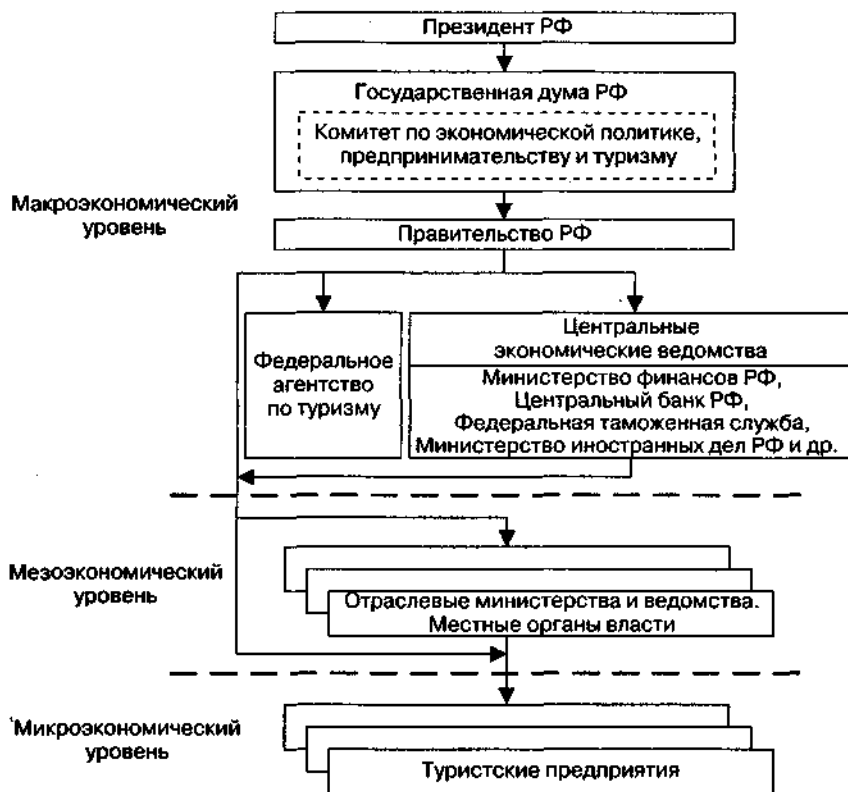 Президент РФ
Государственная дума РФ
Комитет по экономической политике,
предпринимательству и туризму
Макроэкономический
уровень
Правительство РФ
Федеральное
агентство
по туризму
Центральные
экономические ведомства
Министерство финансов РФ,
Центральный банк РФ,
Федеральная таможенная служба,
Министерство иностранных дел РФ и др.
Мезоэкономический
уровень
Отраслевые министерства и ведомства.
Местные органы власти
Микроэкономический
уровень
Туристские предприятия